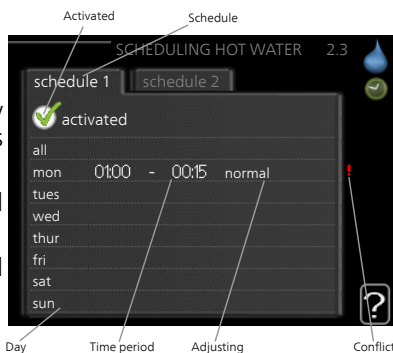 Activated Schedule
SCHEDULING HOT WATER 2.3
schedule 1 schedule 2
activated
all
mon 01:00 - 00:15 normal !
tues
wed
thur
fri
sat
sun
?
Day Time period Adjusting Conflict